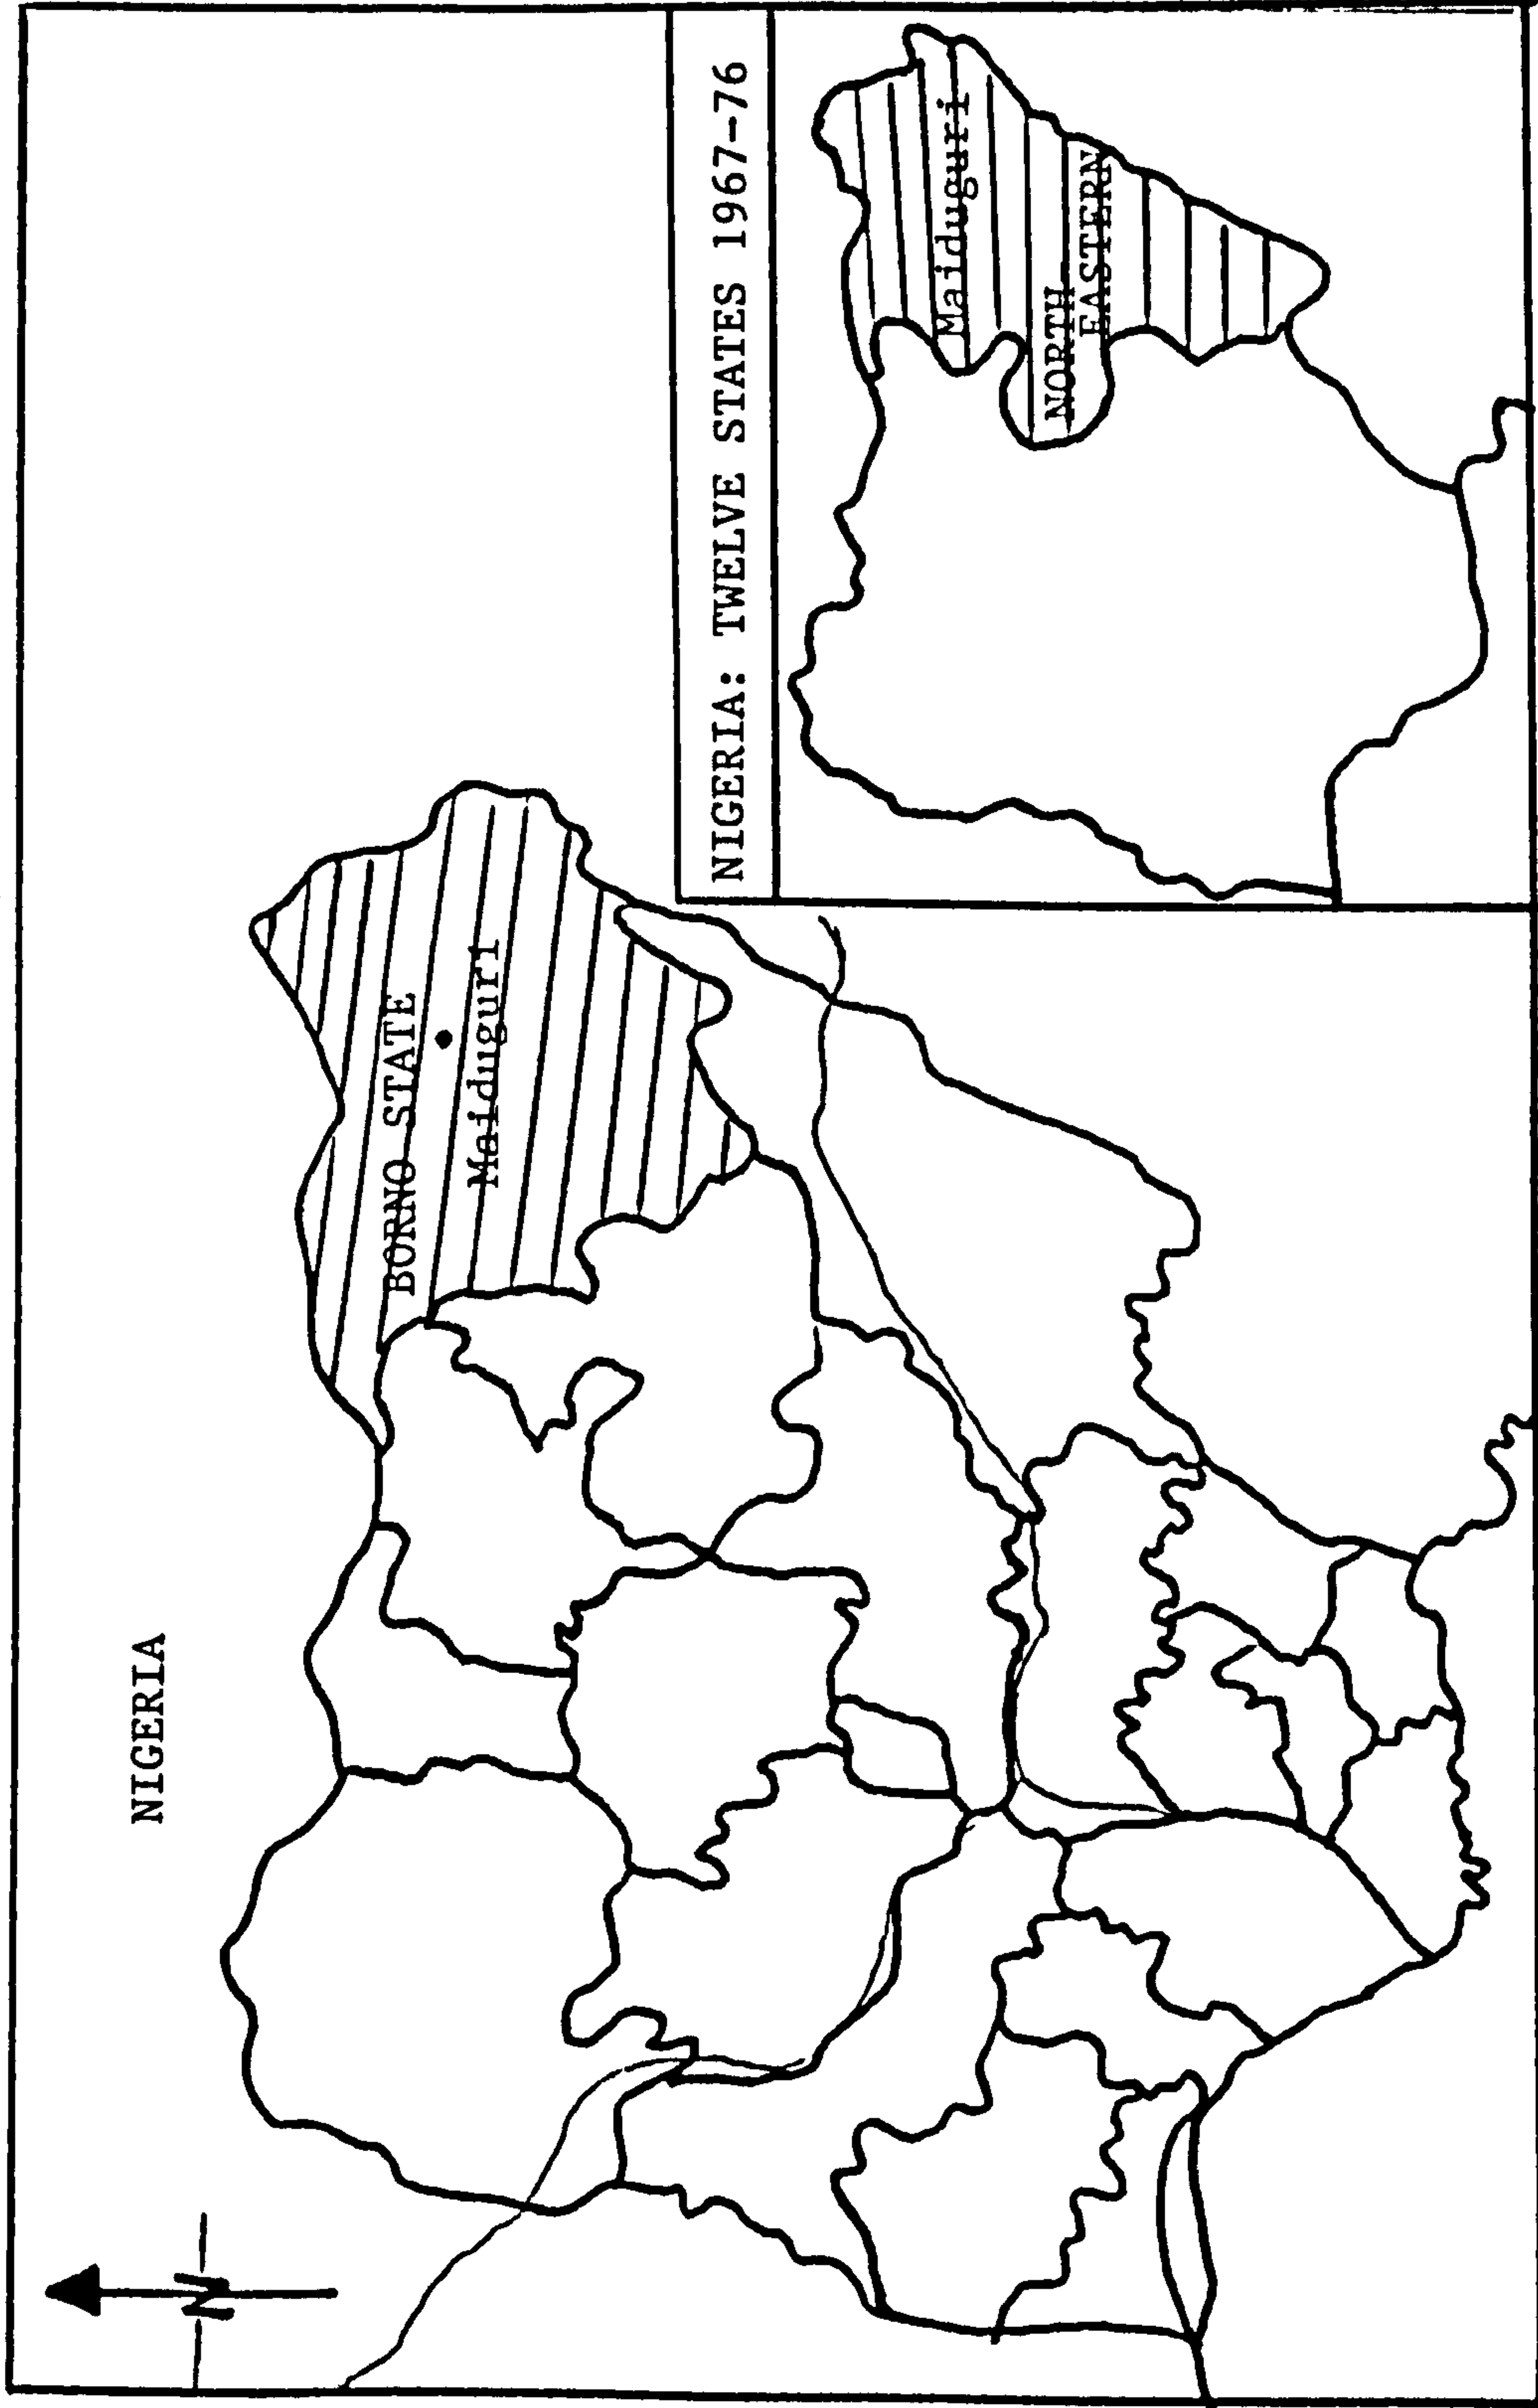 NIGERIA
N
BORNO STATE
Maiduguri
NIGERIA: TWELVE STATES 1967-76
Maiduguri
NORTH
EASTERN